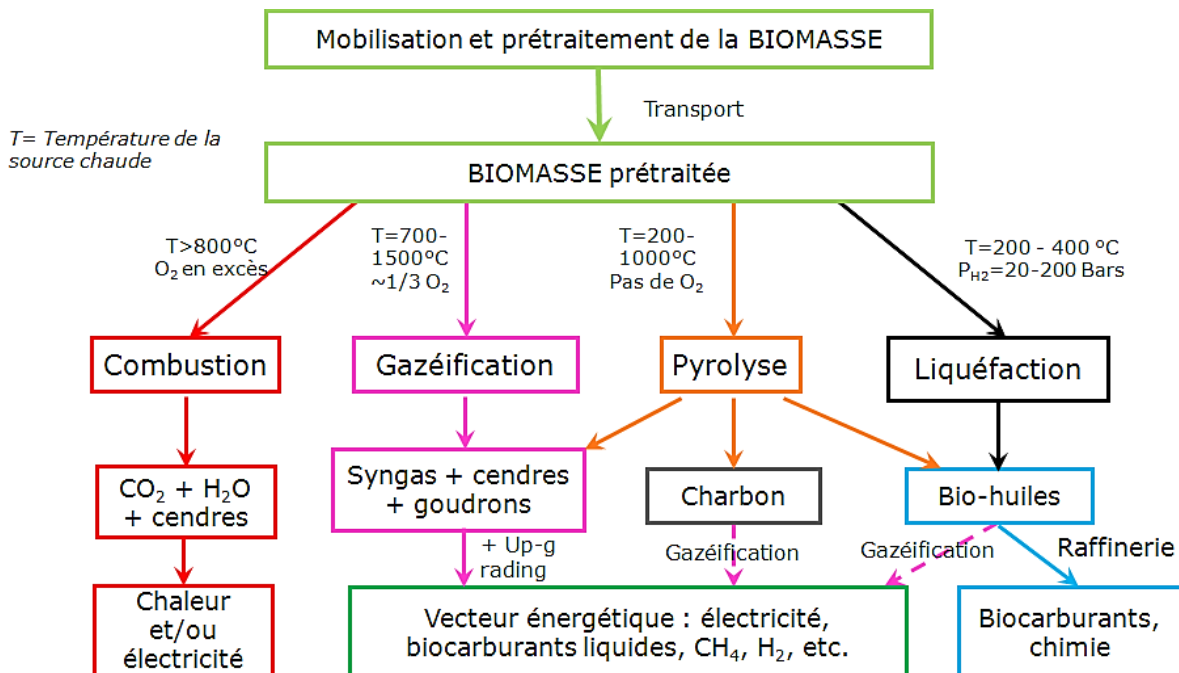 Mobilisation et prétraitement de la BIOMASSE
Transport
T= Température de la
source chaude
BIOMASSE prétraitée
T>800°C
O₂ en excès
T=700-
1500°C
~1/3 O₂
T=200-
1000°C
Pas de O₂
T=200 - 400 °C
P_H2=20-200 Bars
Combustion
Gazéification
Pyrolyse
Liquéfaction
CO₂ + H₂O
+ cendres
Syngas + cendres
+ goudrons
Charbon
Bio-huiles
+ Up-g
rading
Gazéification
Gazéification
Raffinerie
Chaleur
et/ou
électricité
Vecteur énergétique : électricité,
biocarburants liquides, CH₄, H₂, etc.
Biocarburants,
chimie